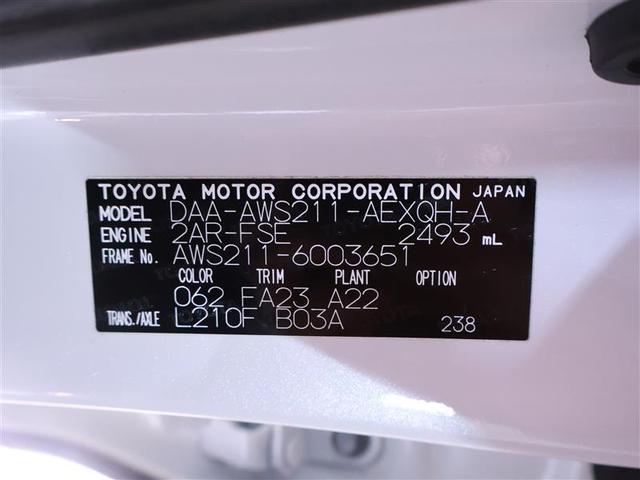 TOYOTA MOTOR CORPORATION JAPAN
MODEL DAA-AWS211-AEXQH-A
ENGINE 2AR-FSE 2493 mL
FRAME No. AWS211-6003651
COLOR TRIM PLANT OPTION
062 FA23 A22
TRANS./AXLE L210F B03A 238